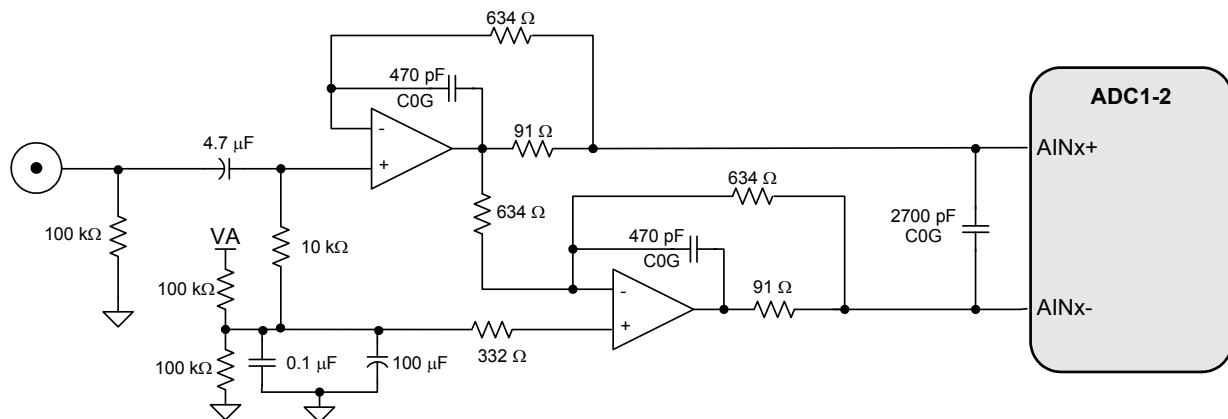 634 Ω
470 pF
C0G
ADC1-2
4.7 µF
-
+
91 Ω
AINx+
634 Ω
634 Ω
100 kΩ
VA
10 kΩ
470 pF
C0G
2700 pF
C0G
100 kΩ
-
+
91 Ω
AINx-
100 kΩ
0.1 µF
100 µF
332 Ω